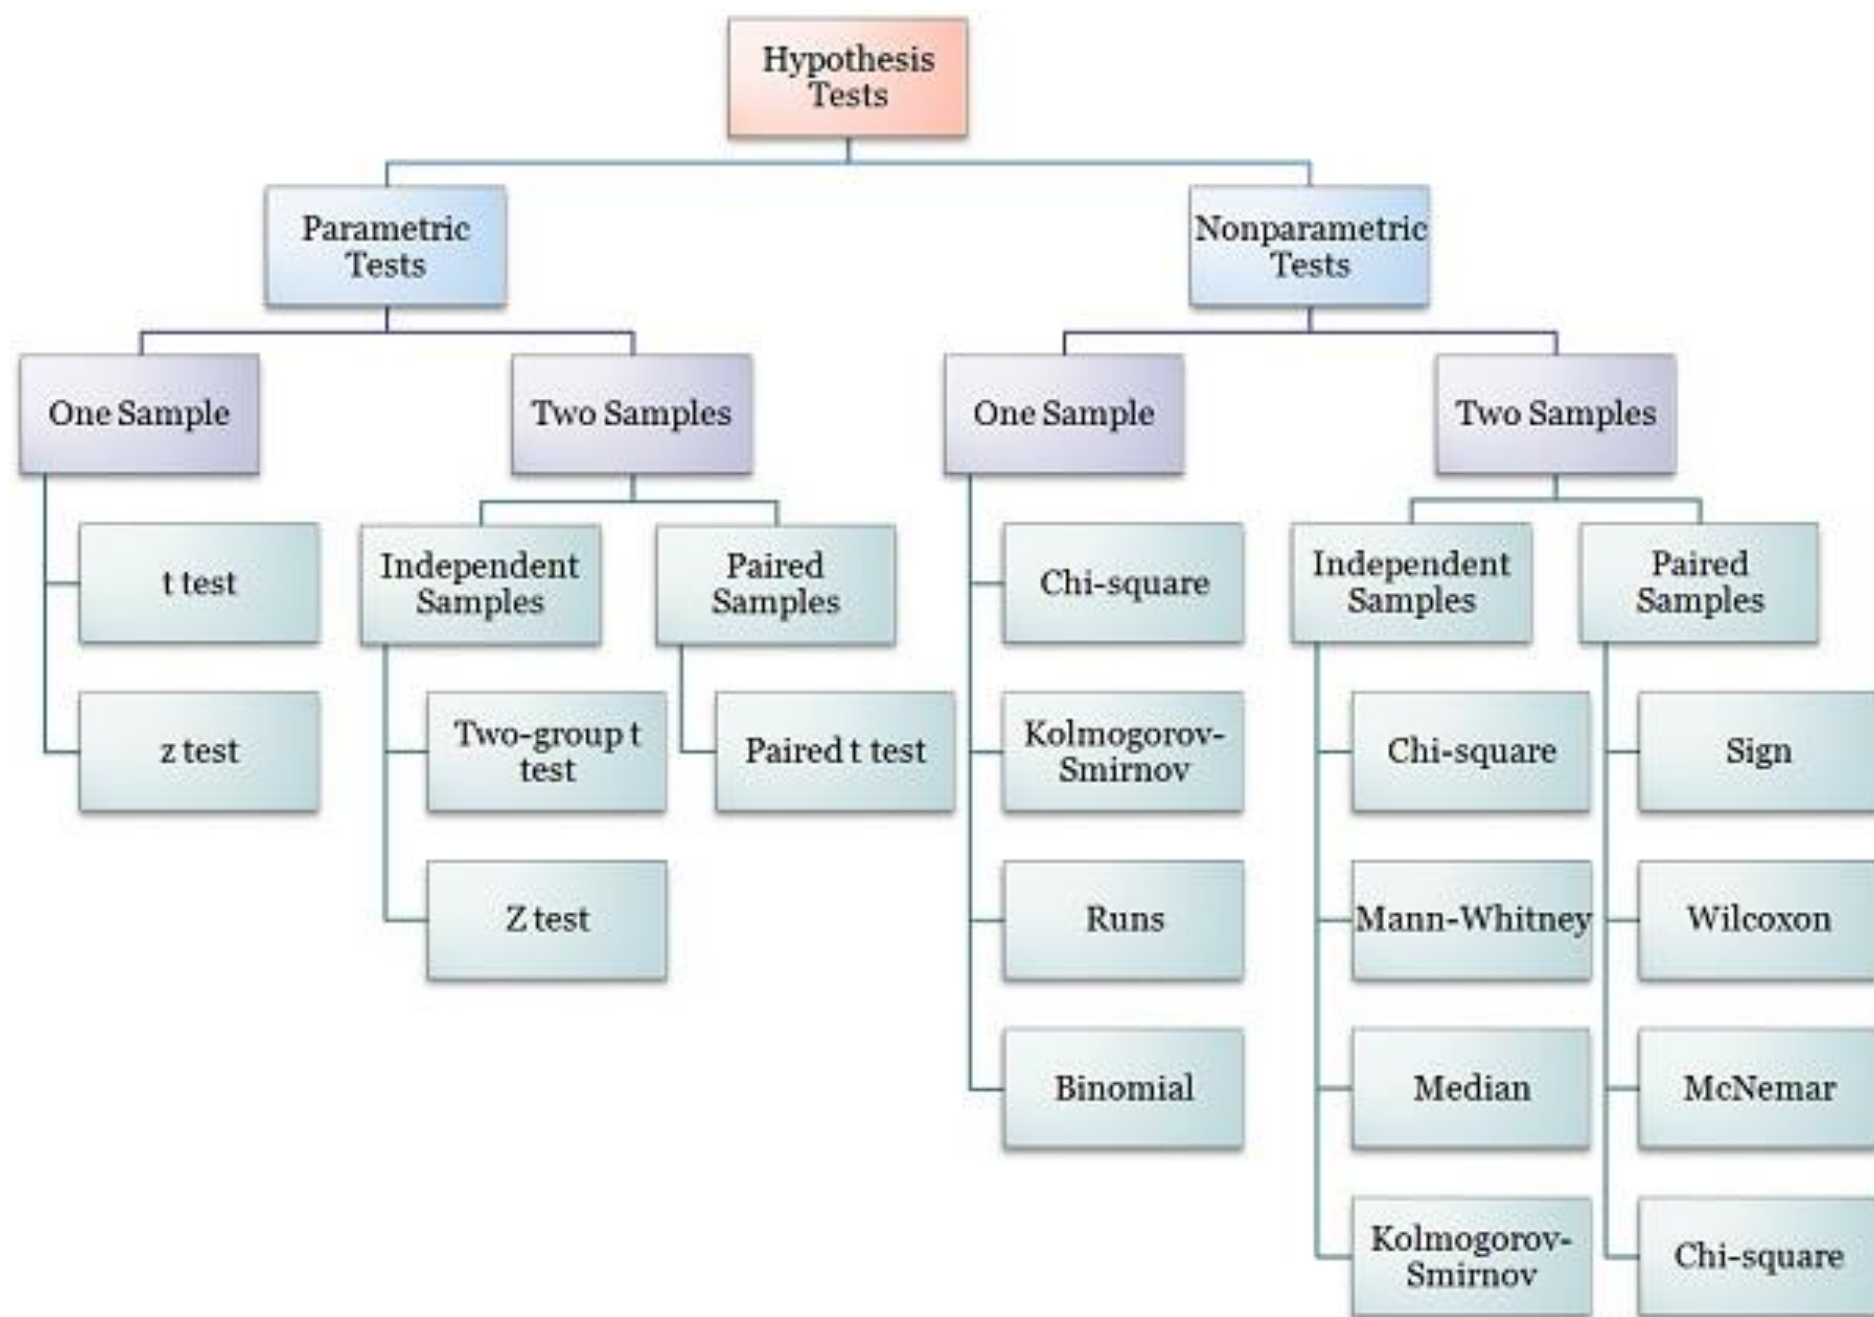 Hypothesis
Tests
Parametric
Tests
Nonparametric
Tests
One Sample
Two Samples
One Sample
Two Samples
t test
z test
Independent
Samples
Paired
Samples
Two-group t
test
Z test
Paired t test
Chi-square
Kolmogorov-
Smirnov
Runs
Binomial
Independent
Samples
Paired
Samples
Chi-square
Mann-Whitney
Median
Kolmogorov-
Smirnov
Sign
Wilcoxon
McNemar
Chi-square